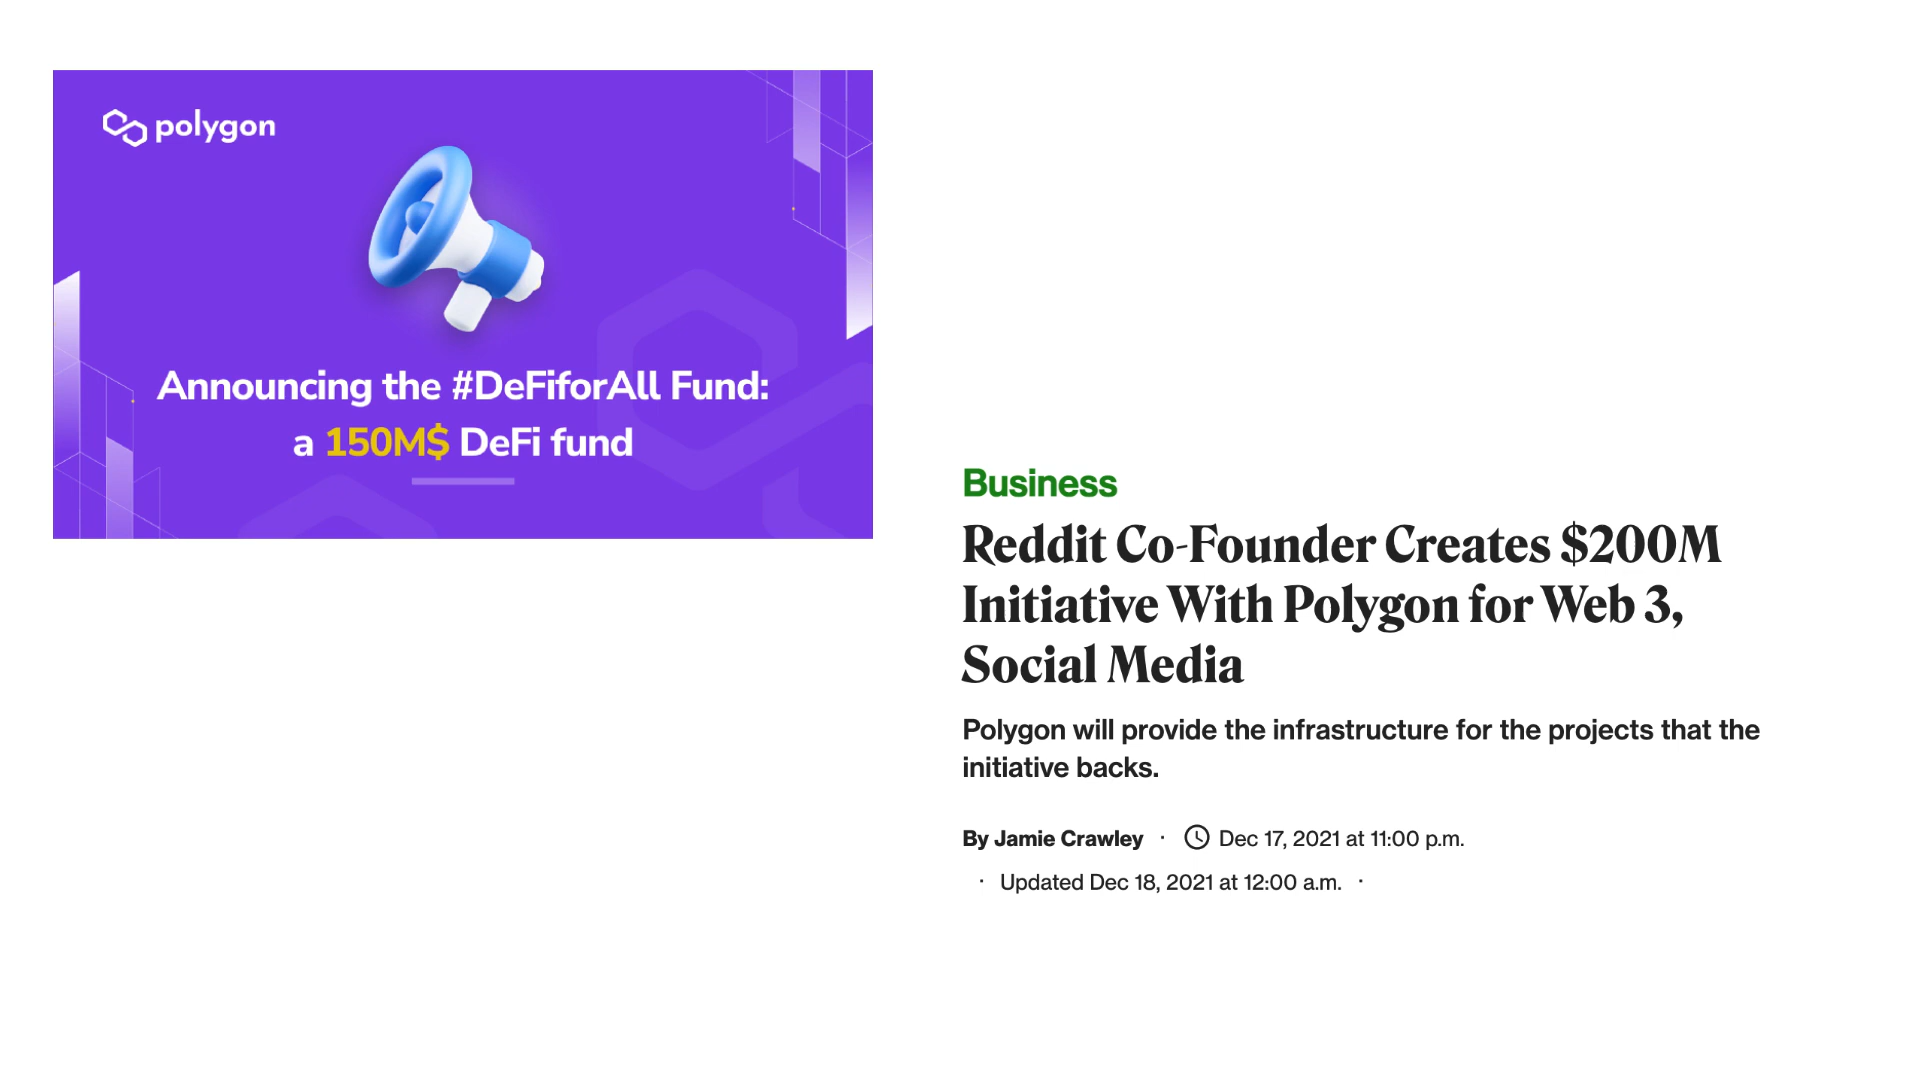 polygon
Announcing the #DeFiforAll Fund:
a 150M$ DeFi fund
Business
Reddit Co-Founder Creates $200M
Initiative With Polygon for Web 3,
Social Media
Polygon will provide the infrastructure for the projects that the
initiative backs.
By Jamie Crawley · Dec 17, 2021 at 11:00 p.m.
· Updated Dec 18, 2021 at 12:00 a.m. ·